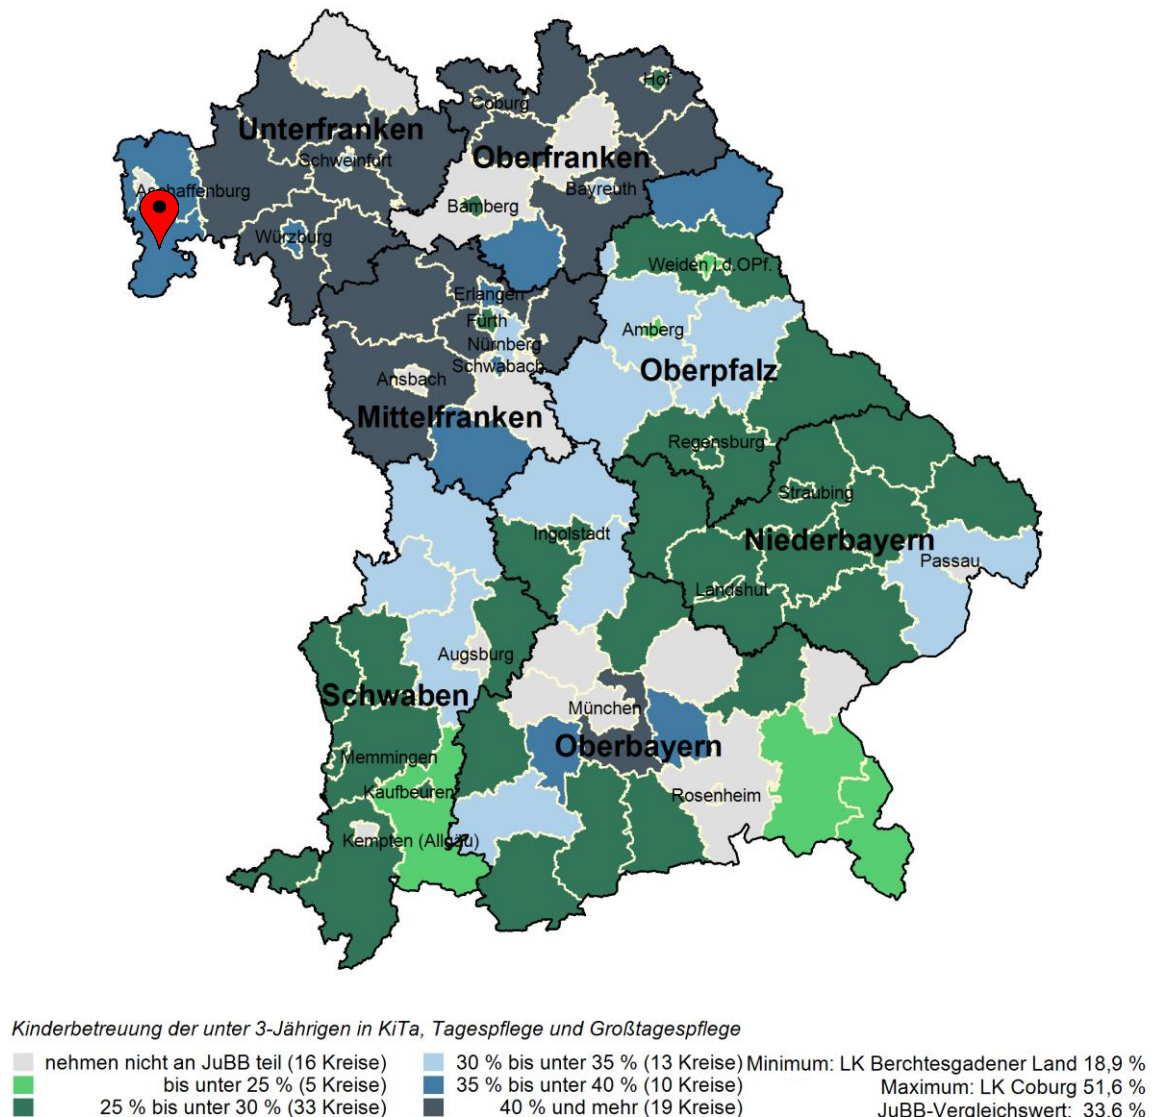 Hof
Coburg
Unterfranken
Schweinfurt
Oberfranken
Aschaffenburg
Bayreuth
Bamberg
Würzburg
Weiden i.d.OPf.
Erlangen
Fürth
Amberg
Nürnberg
Schwabach
Oberpfalz
Ansbach
Mittelfranken
Regensburg
Straubing
Ingolstadt
Niederbayern
Passau
Landshut
Augsburg
Schwaben
München
Oberbayern
Memmingen
Kaufbeuren
Rosenheim
Kempten (Allgäu)
Kinderbetreuung der unter 3-Jährigen in KiTa, Tagespflege und Großtagespflege
nehmen nicht an JuBB teil (16 Kreise)
bis unter 25 % (5 Kreise)
25 % bis unter 30 % (33 Kreise)
30 % bis unter 35 % (13 Kreise)
35 % bis unter 40 % (10 Kreise)
40 % und mehr (19 Kreise)
Minimum: LK Berchtesgadener Land 18,9 %
Maximum: LK Coburg 51,6 %
JuBB-Vergleichswert: 33,6 %